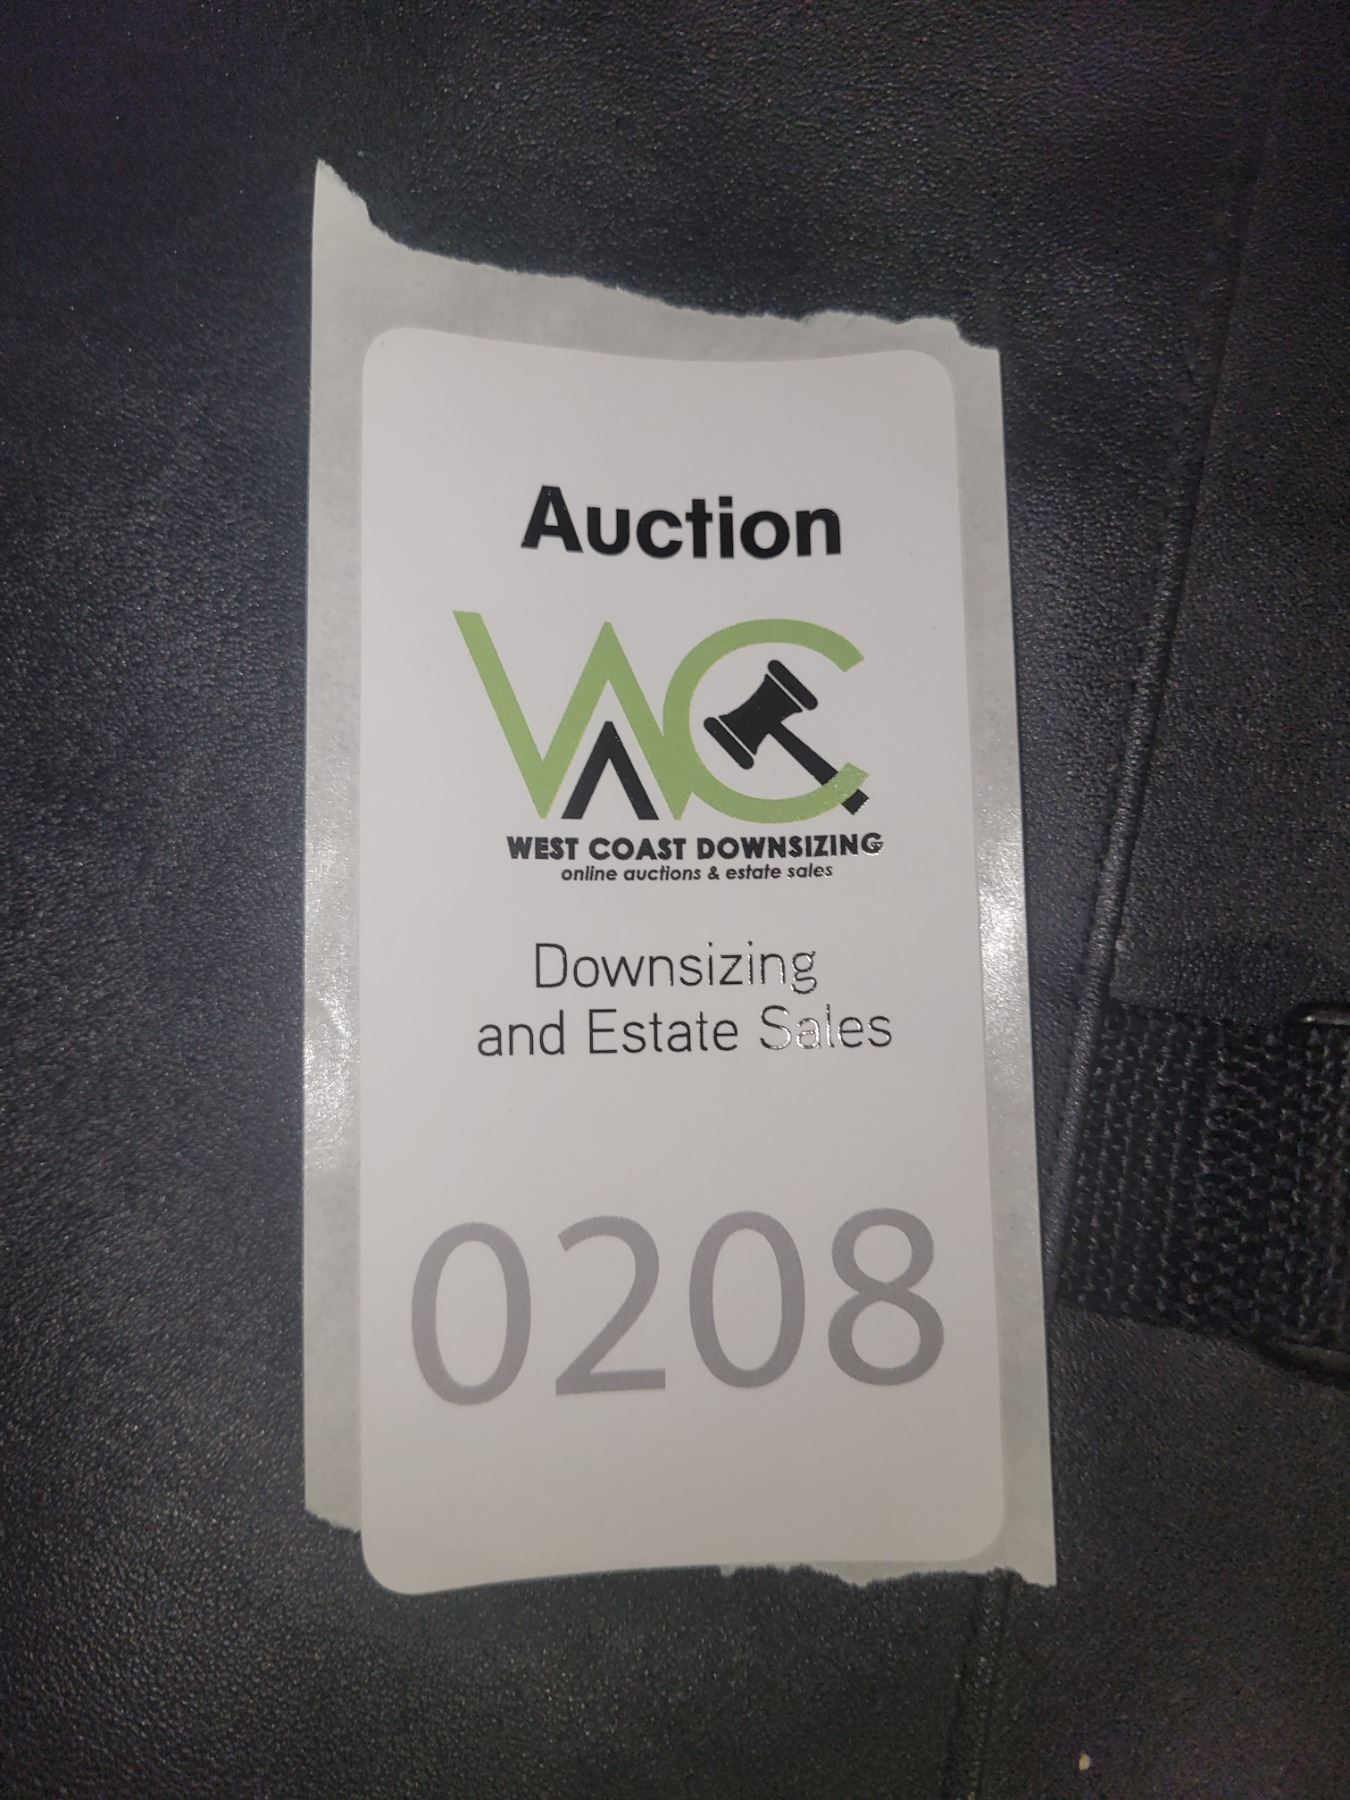 Auction
WC
WEST COAST DOWNSIZING
online auctions & estate sales
Downsizing
and Estate Sales
0208